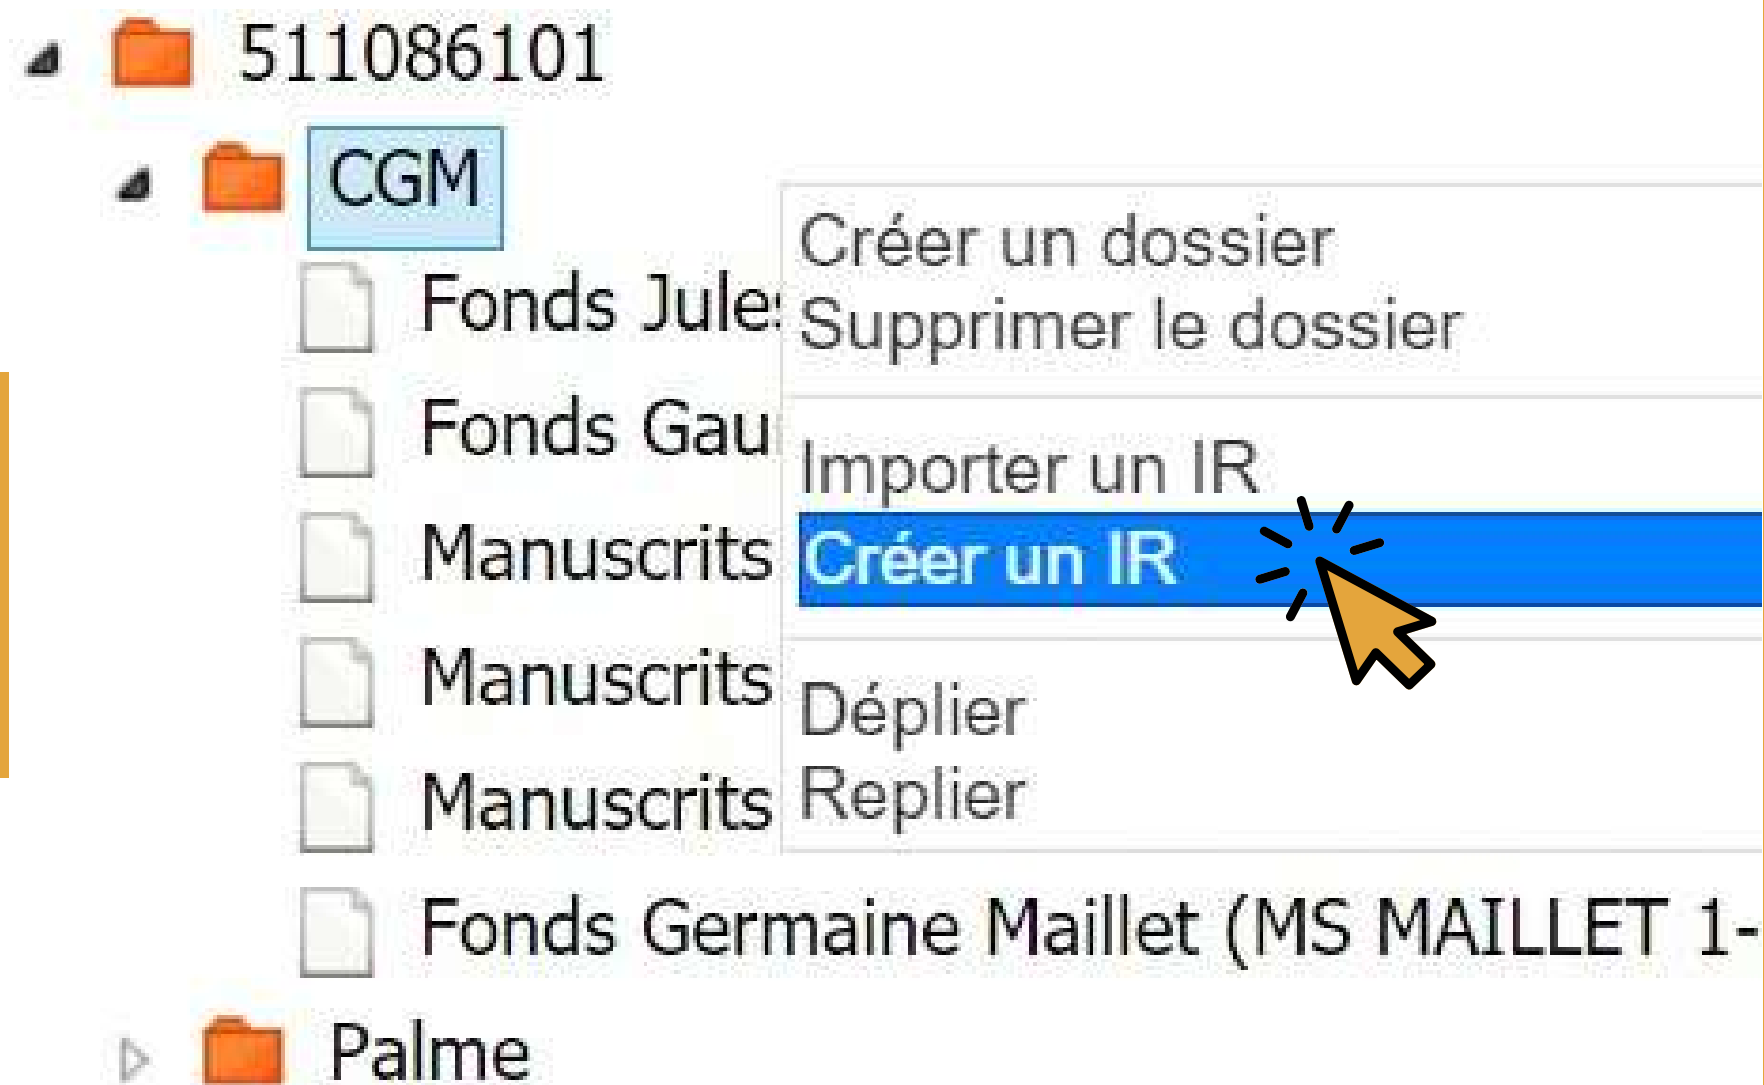 511086101
CGM
Créer un dossier
Fonds Jules
Supprimer le dossier
Fonds Gau
Importer un IR
Manuscrits
Créer un IR
Manuscrits
Déplier
Manuscrits
Replier
Fonds Germaine Maillet (MS MAILLET 1-
Palme